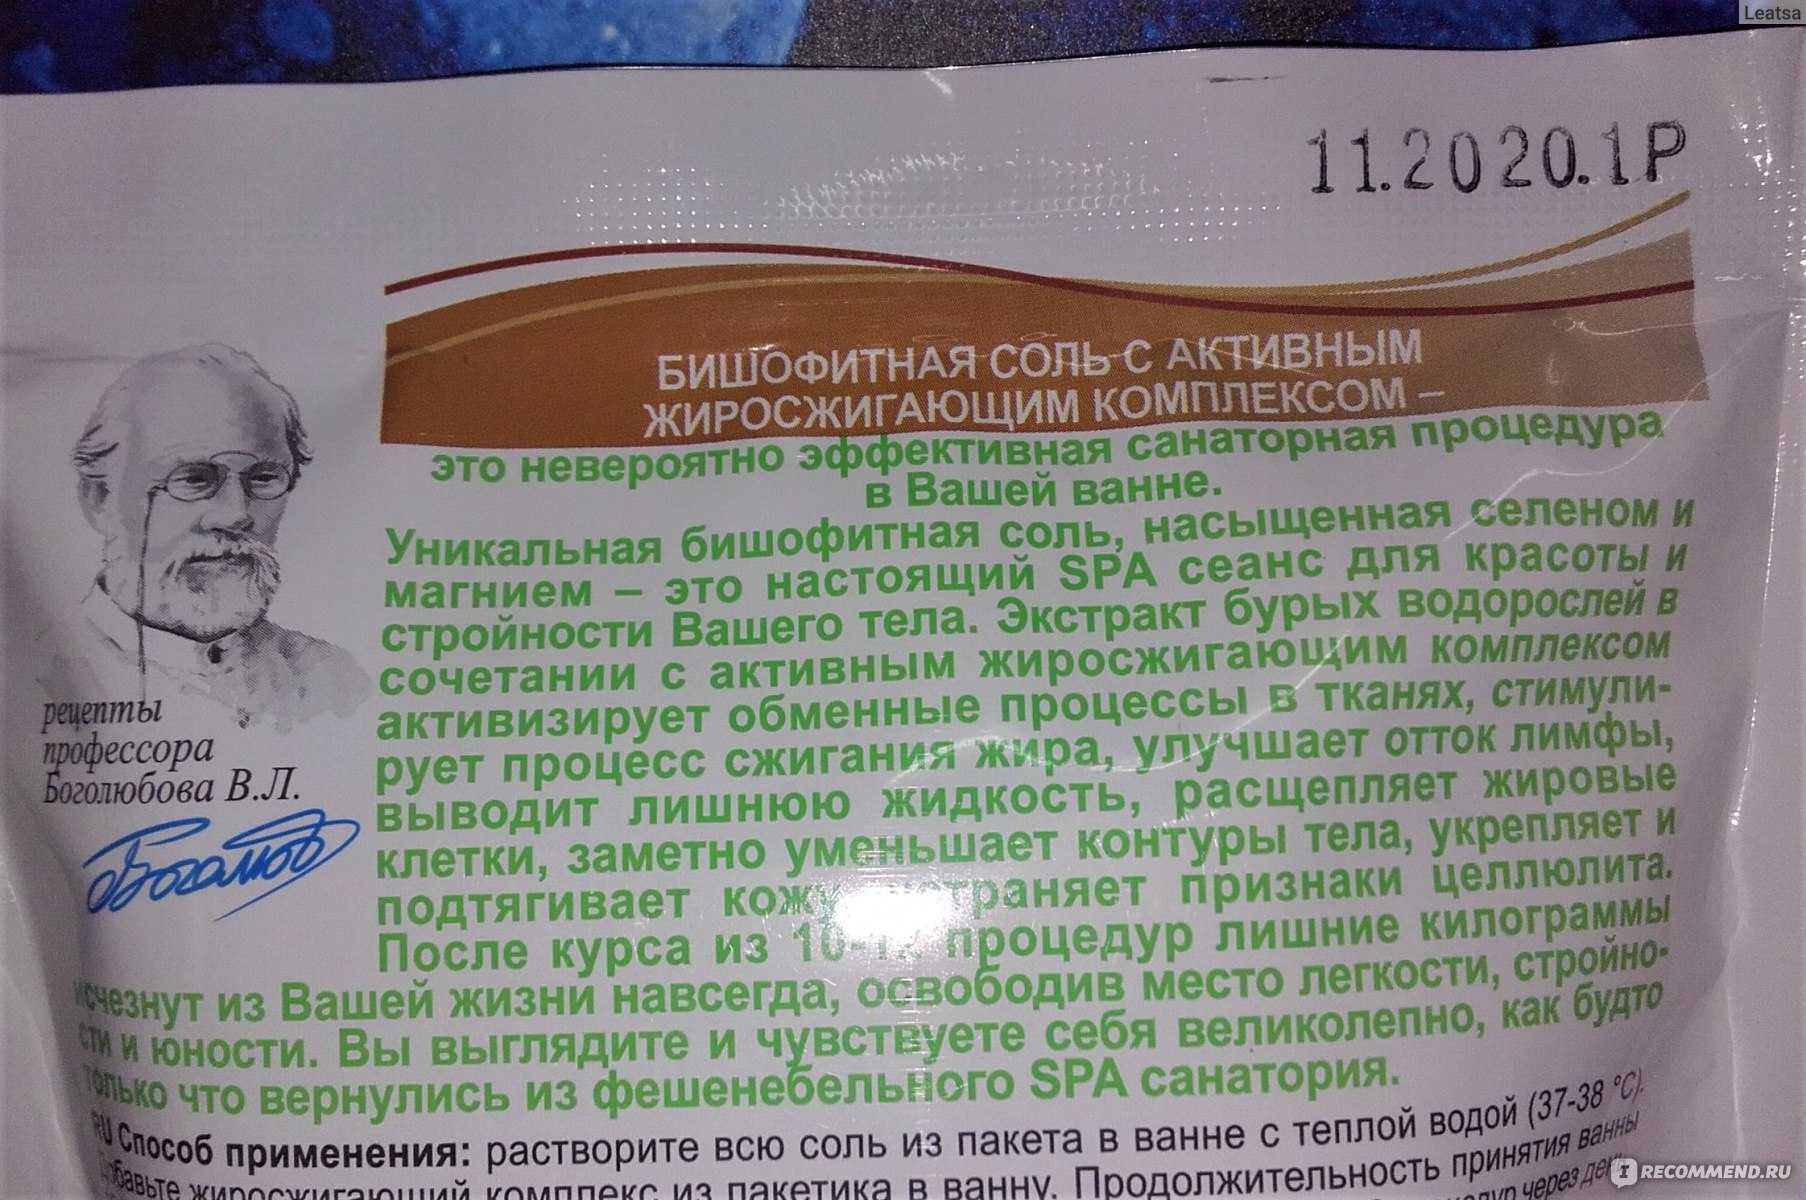 Leatsa
11.2020.1P
БИШОФИТНАЯ СОЛЬ С АКТИВНЫМ
ЖИРОСЖИГАЮЩИМ КОМПЛЕКСОМ –
это невероятно эффективная санаторная процедура
в Вашей ванне.
Уникальная бишофитная соль, насыщенная селеном и
магнием – это настоящий SPA сеанс для красоты и
стройности Вашего тела. Экстракт бурых водорослей в
сочетании с активным жиросжигающим комплексом
активизирует обменные процессы в тканях, стимули-
рует процесс сжигания жира, улучшает отток лимфы,
выводит лишнюю жидкость, расщепляет жировые
клетки, заметно уменьшает контуры тела, укрепляет и
подтягивает кожу признаки целлюлита.
После курса из процедур лишние килограммы
исчезнут из Вашей жизни навсегда, освободив место легкости, стройно-
сти и юности. Вы выглядите и чувствуете себя великолепно, как будто
только что вернулись из фешенебельного SPA санатория.
рецепты
профессора
Боголюбова В.Л.
RU Способ применения: растворите всю соль из пакета в ванне с теплой водой (37-38 °C).
Добавьте жиросжигающий комплекс из пакетика в ванну. Продолжительность принятия ванны
через день
RECOMMEND.RU